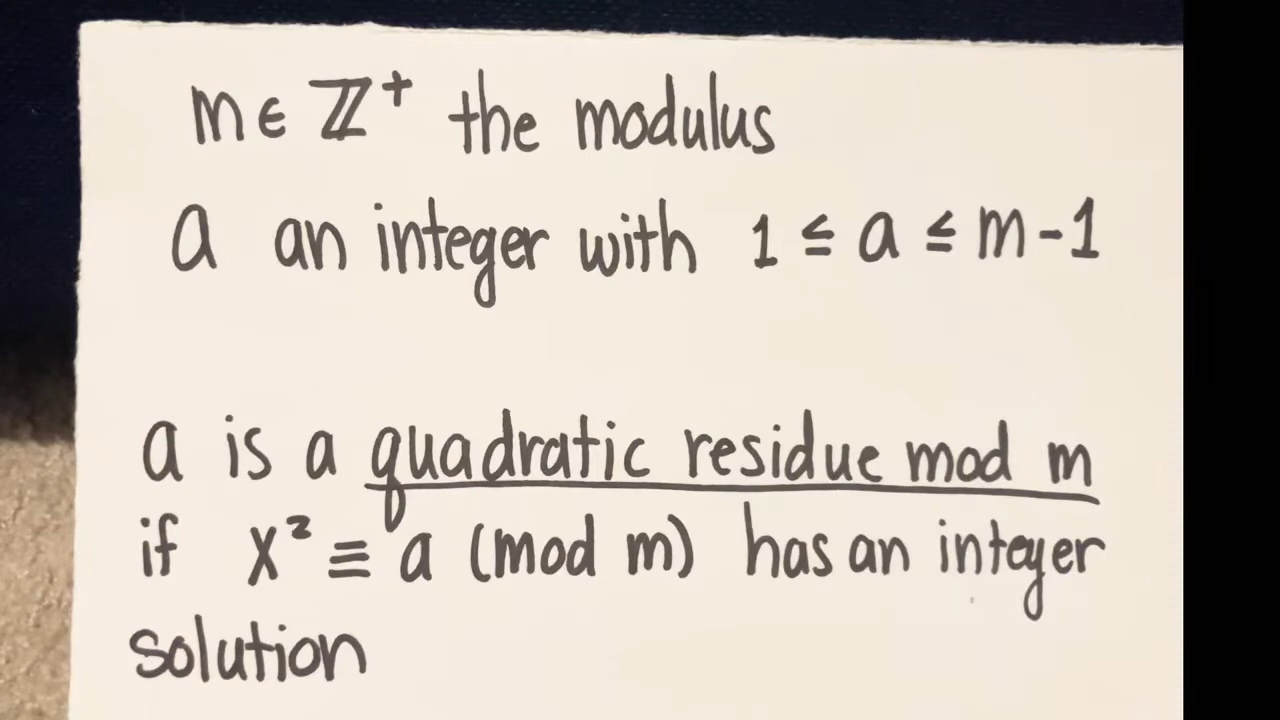 m ∈ ℤ⁺ the modulus
a an integer with 1 ≤ a ≤ m-1
a is a quadratic residue mod m
if x² ≡ a (mod m) has an integer
solution